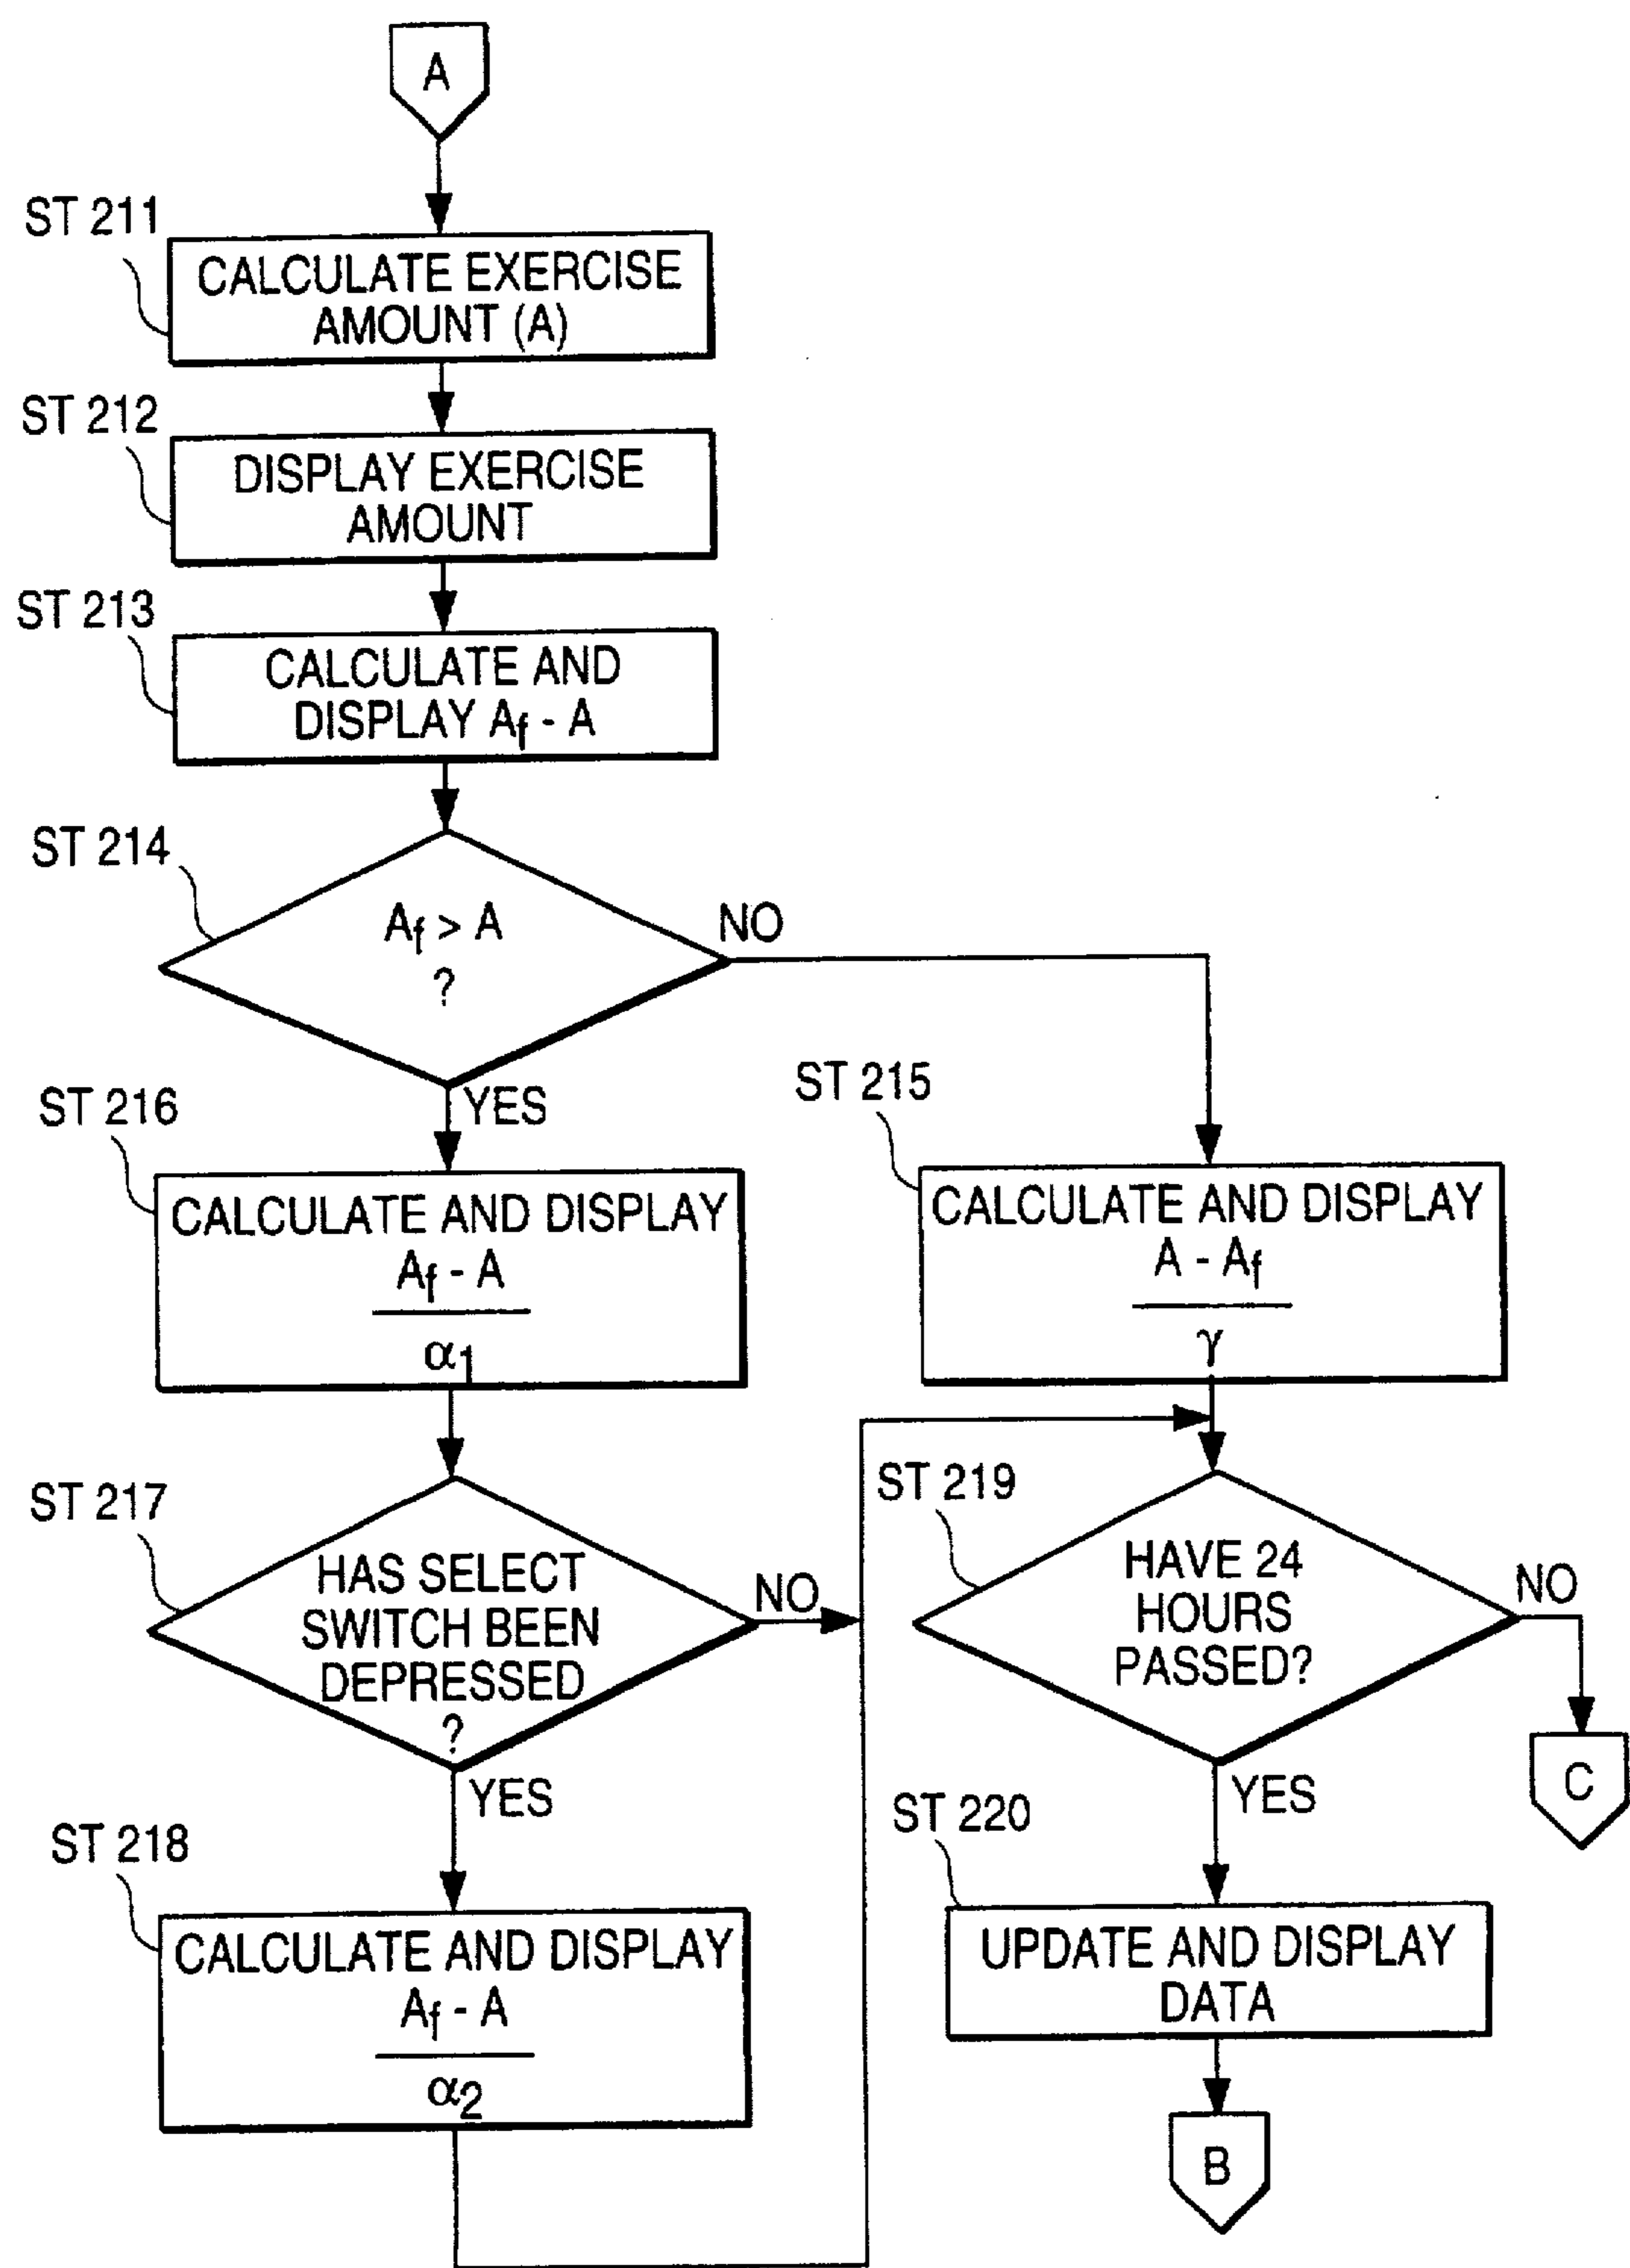 A
ST 211
CALCULATE EXERCISE
AMOUNT (A)
ST 212
DISPLAY EXERCISE
AMOUNT
ST 213
CALCULATE AND
DISPLAY Af - A
ST 214
Af > A
?
NO
YES
ST 216
CALCULATE AND DISPLAY
Af - A
α1
ST 215
CALCULATE AND DISPLAY
A - Af
γ
ST 217
HAS SELECT
SWITCH BEEN
DEPRESSED
?
NO
YES
ST 219
HAVE 24
HOURS
PASSED?
NO
C
YES
ST 218
CALCULATE AND DISPLAY
Af - A
α2
ST 220
UPDATE AND DISPLAY
DATA
B